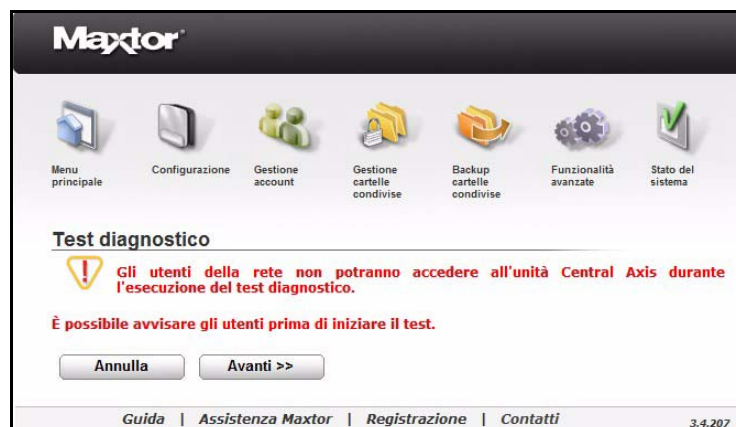 Maxtor
Menu
principale
Configurazione
Gestione
account
Gestione
cartelle
condivise
Backup
cartelle
condivise
Funzionalità
avanzate
Stato del
sistema
Test diagnostico
Gli utenti della rete non potranno accedere all'unità Central Axis durante
l'esecuzione del test diagnostico.
È possibile avvisare gli utenti prima di iniziare il test.
Annulla
Avanti >>
Guida | Assistenza Maxtor | Registrazione | Contatti
3.4.207